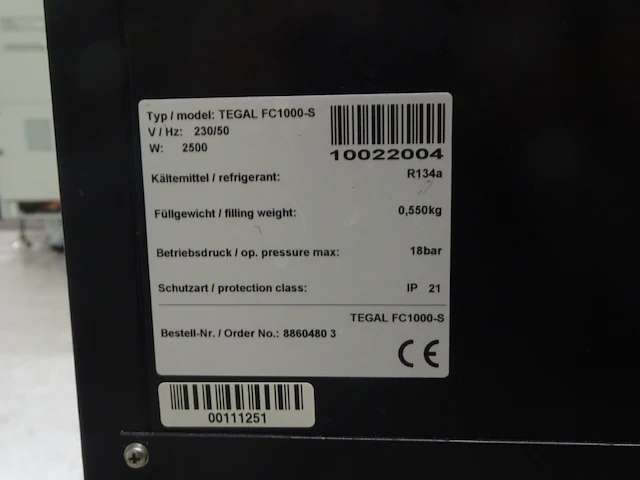 Typ / model: TEGAL FC1000-S
V / Hz: 230/50
W: 2500
10022004
Kältemittel / refrigerant: R134a
Füllgewicht / filling weight: 0,550kg
Betriebsdruck / op. pressure max: 18bar
Schutzart / protection class: IP 21
TEGAL FC1000-S
Bestell-Nr. / Order No.: 8860480 3
CE
00111251